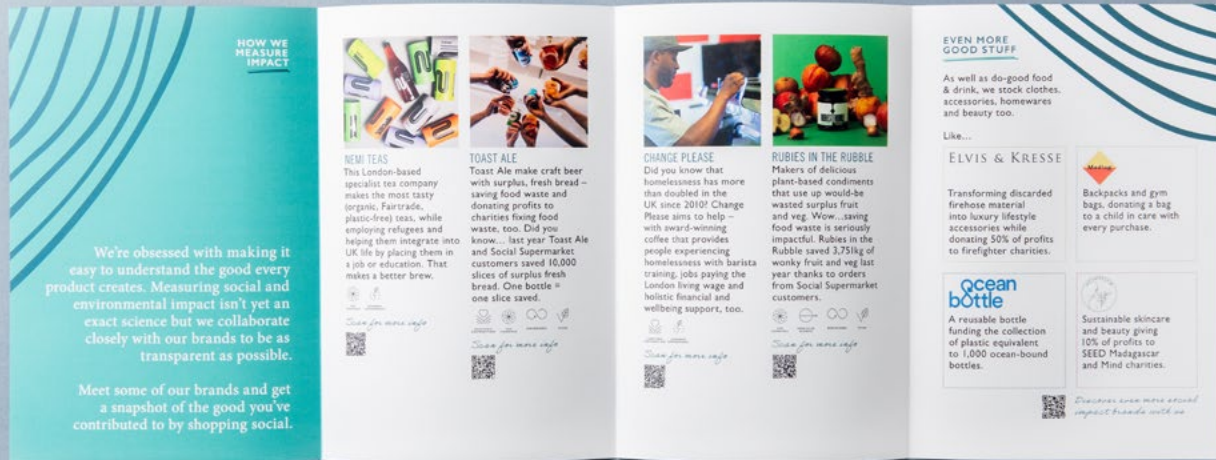 HOW WE
MEASURE
IMPACT
We're obsessed with making it
easy to understand the good every
product creates. Measuring social and
environmental impact isn't yet an
exact science but we collaborate
closely with our brands to be as
transparent as possible.
Meet some of our brands and get
a snapshot of the good you've
contributed to by shopping social.
NEMI TEAS
This London-based
specialist tea company
makes the most tasty
(organic, Fairtrade,
plastic-free) teas, while
employing refugees and
helping them integrate into
UK life by placing them in
a job or education. That
makes a better brew.
Scan for more info
TOAST ALE
Toast Ale make craft beer
with surplus, fresh bread –
saving food waste and
donating profits to
charities fixing food
waste, too. Did you
know... last year Toast Ale
and Social Supermarket
customers saved 10,000
slices of surplus fresh
bread. One bottle =
one slice saved.
Scan for more info
CHANGE PLEASE
Did you know that
homelessness has more
than doubled in the
UK since 2010? Change
Please aims to help –
with award-winning
coffee that provides
people experiencing
homelessness with barista
training, jobs paying the
London living wage and
holistic financial and
wellbeing support, too.
Scan for more info
RUBIES IN THE RUBBLE
Makers of delicious
plant-based condiments
that use up would-be
wasted surplus fruit
and veg. Wow...saving
food waste is seriously
impactful. Rubies in the
Rubble saved 3,751kg of
wonky fruit and veg last
year thanks to orders
from Social Supermarket
customers.
Scan for more info
EVEN MORE
GOOD STUFF
As well as do-good food
& drink, we stock clothes,
accessories, homewares
and beauty too.
Like...
ELVIS & KRESSE
Transforming discarded
firehose material
into luxury lifestyle
accessories while
donating 50% of profits
to firefighter charities.
Madlug
Backpacks and gym
bags, donating a bag
to a child in care with
every purchase.
ocean
bottle
A reusable bottle
funding the collection
of plastic equivalent
to 1,000 ocean-bound
bottles.
Sustainable skincare
and beauty giving
10% of profits to
SEED Madagascar
and Mind charities.
Discover even more social
impact brands with us